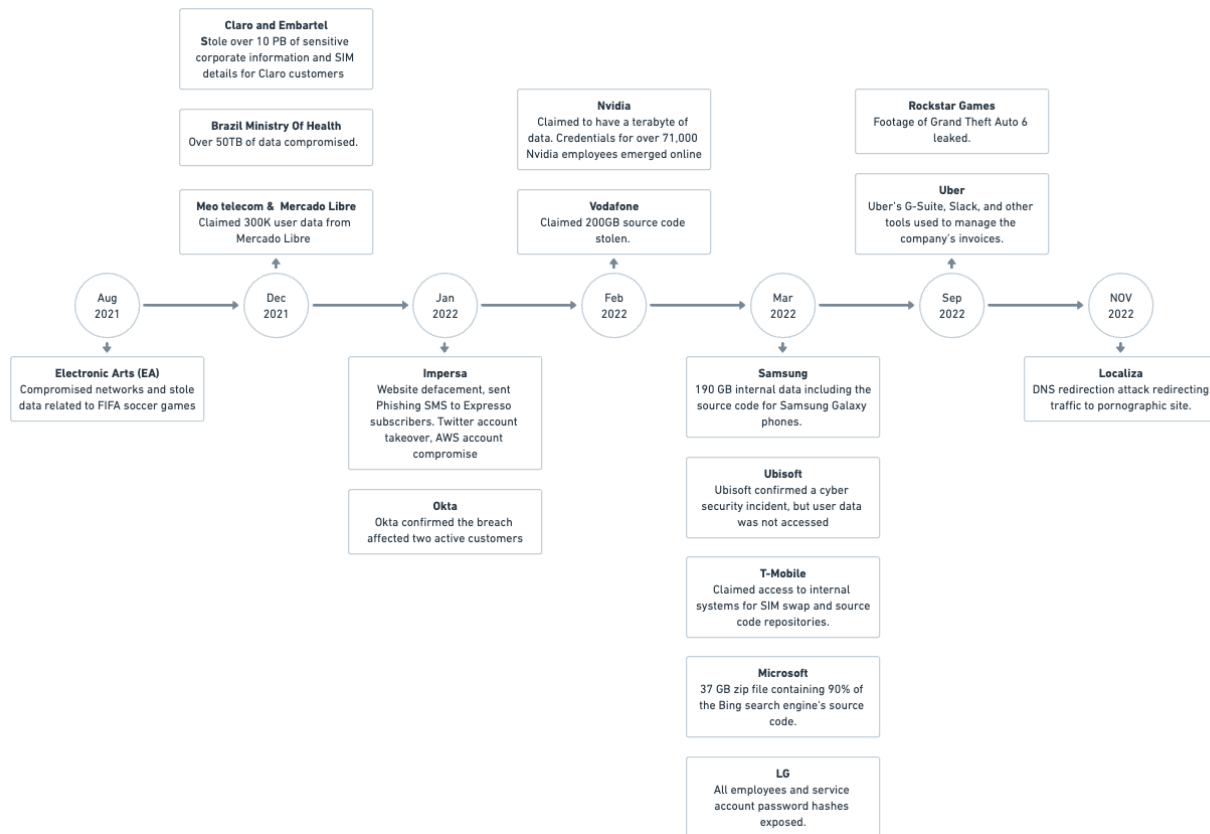 Claro and Embartel
Stole over 10 PB of sensitive
corporate information and SIM
details for Claro customers
Brazil Ministry Of Health
Over 50TB of data compromised.
Meo telecom & Mercado Libre
Claimed 300K user data from
Mercado Libre
Nvidia
Claimed to have a terabyte of
data. Credentials for over 71,000
Nvidia employees emerged online
Vodafone
Claimed 200GB source code
stolen.
Rockstar Games
Footage of Grand Theft Auto 6
leaked.
Uber
Uber's G-Suite, Slack, and other
tools used to manage the
company's invoices.
Aug
2021
Dec
2021
Jan
2022
Feb
2022
Mar
2022
Sep
2022
NOV
2022
Electronic Arts (EA)
Compromised networks and stole
data related to FIFA soccer games
Impersa
Website defacement, sent
Phishing SMS to Expresso
subscribers. Twitter account
takeover, AWS account
compromise
Okta
Okta confirmed the breach
affected two active customers
Samsung
190 GB internal data including the
source code for Samsung Galaxy
phones.
Ubisoft
Ubisoft confirmed a cyber
security incident, but user data
was not accessed
T-Mobile
Claimed access to internal
systems for SIM swap and source
code repositories.
Microsoft
37 GB zip file containing 90% of
the Bing search engine's source
code.
LG
All employees and service
account password hashes
exposed.
Localiza
DNS redirection attack redirecting
traffic to pornographic site.